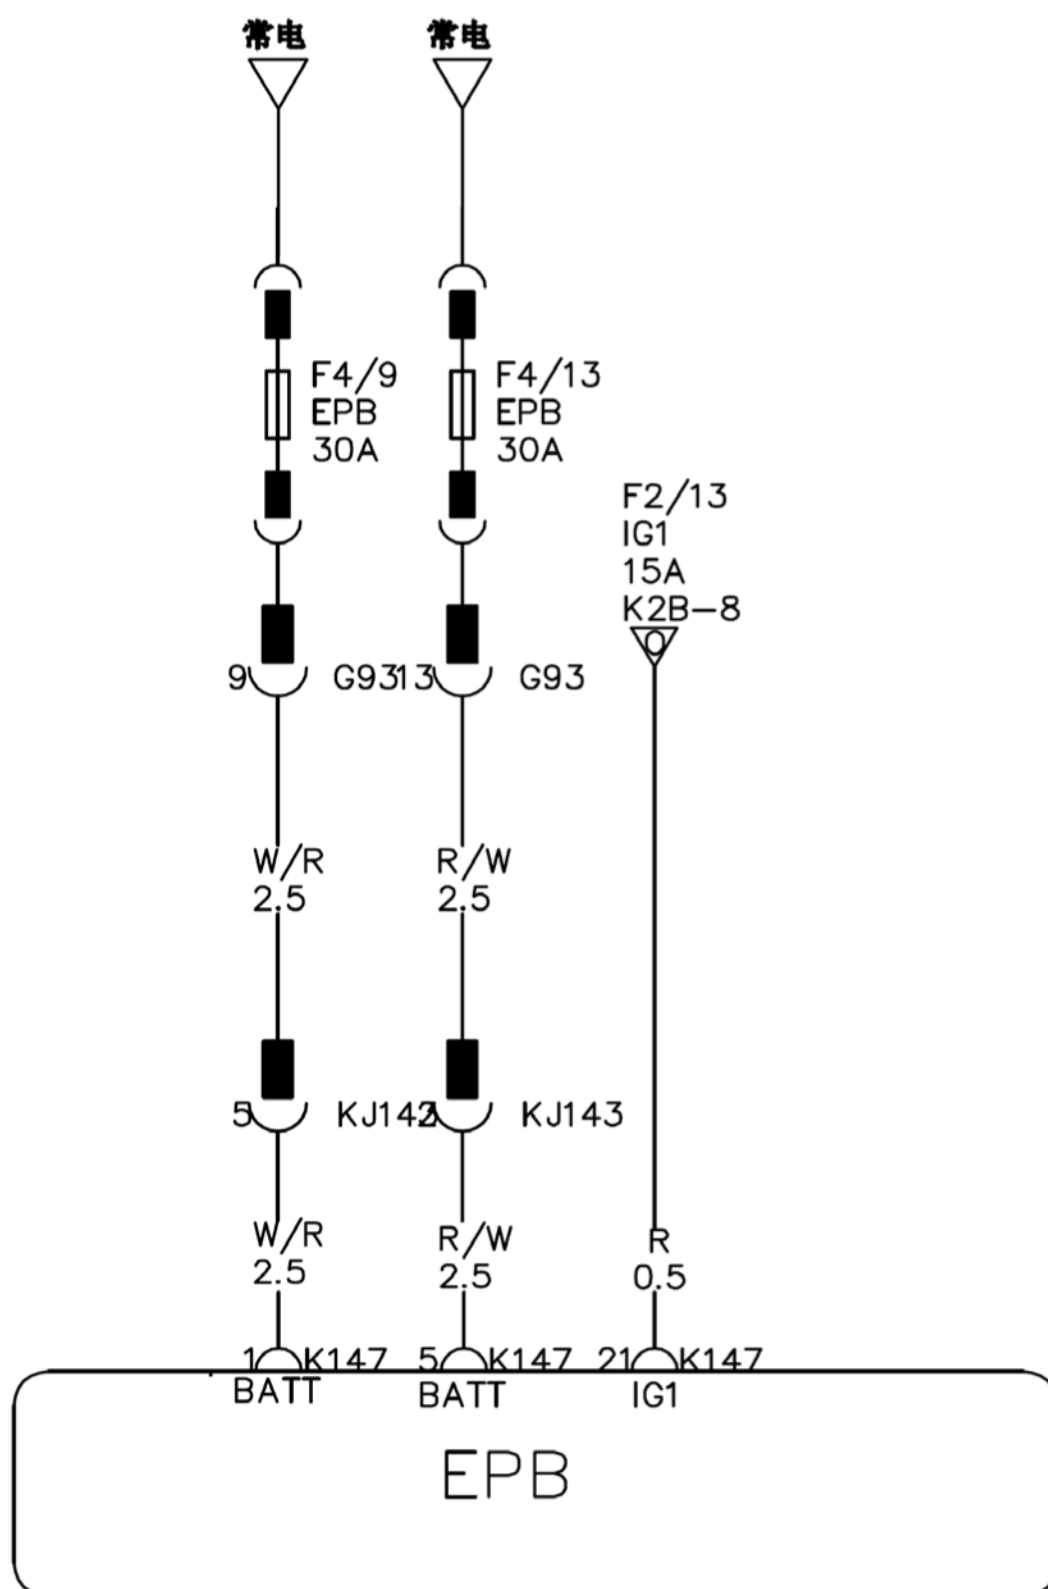 常电 常电
F4/9 F4/13
EPB EPB
30A 30A
F2/13
IG1
15A
K2B-8
O
9 G93 13 G93
W/R R/W
2.5 2.5
5 KJ143 KJ143
W/R R/W R
2.5 2.5 0.5
1 K147 5 K147 21 K147
BATT BATT IG1
EPB